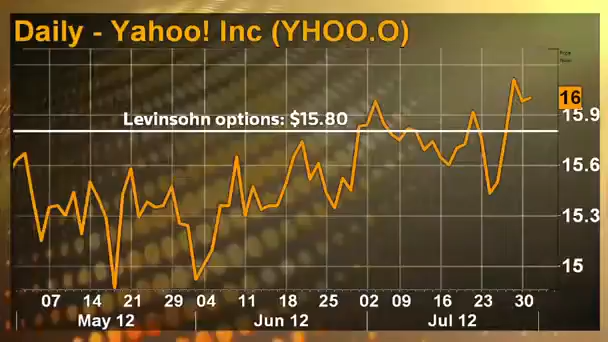 Daily - Yahoo! Inc (YHOO.O)
Price
16
Levinsohn options: $15.80
15.9
15.6
15.3
15
07 14 21 29 04 11 18 25 02 09 16 23 30
May 12 Jun 12 Jul 12